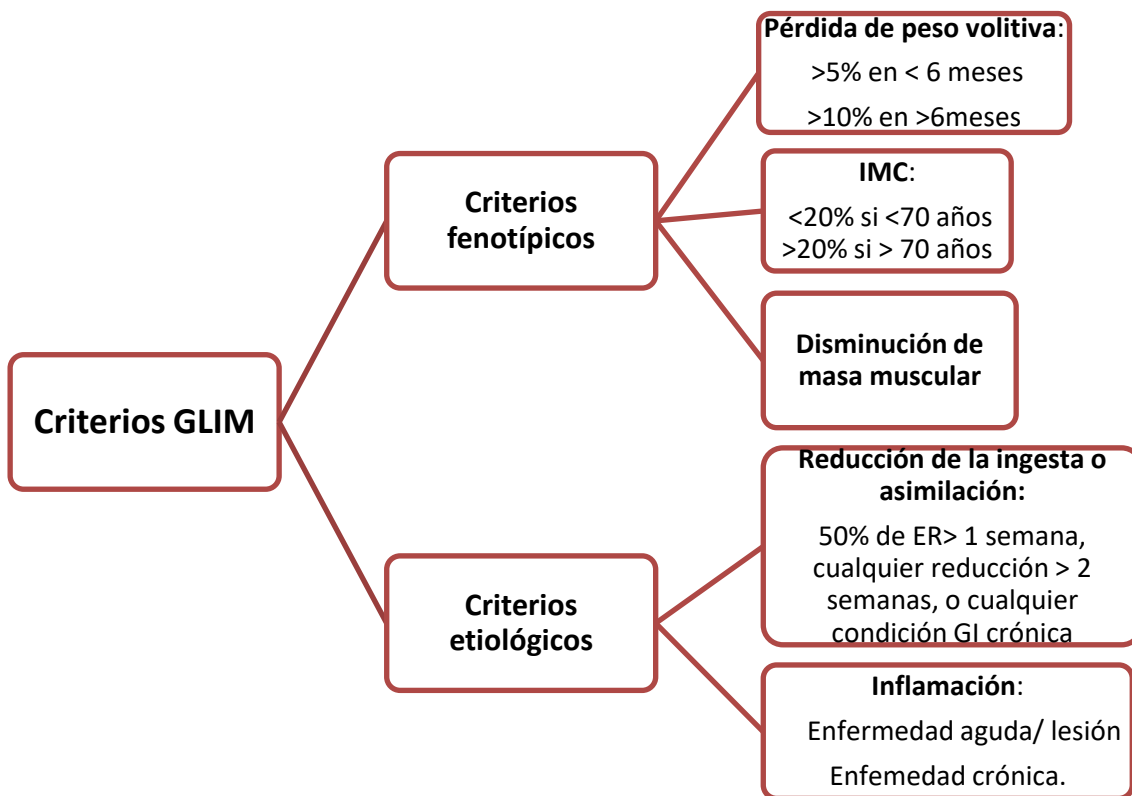 Criterios GLIM
Criterios
fenotípicos
Pérdida de peso volitiva:
>5% en < 6 meses
>10% en >6meses
IMC:
<20% si <70 años
>20% si > 70 años
Disminución de
masa muscular
Criterios
etiológicos
Reducción de la ingesta o
asimilación:
50% de ER> 1 semana,
cualquier reducción > 2
semanas, o cualquier
condición GI crónica
Inflamación:
Enfermedad aguda/ lesión
Enfemedad crónica.